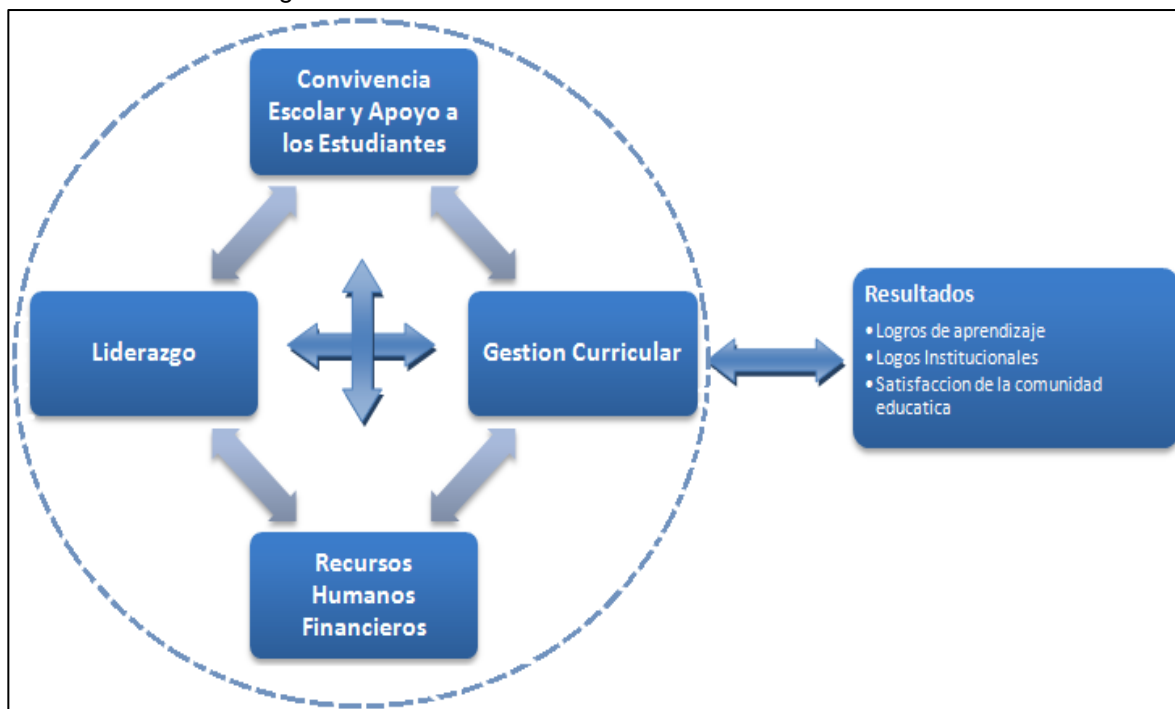 Convivencia
Escolar y Apoyo a
los Estudiantes
Liderazgo
Gestion Curricular
Recursos
Humanos
Financieros
Resultados
•Logros de aprendizaje
•Logos Institucionales
•Satisfaccion de la comunidad
educatica